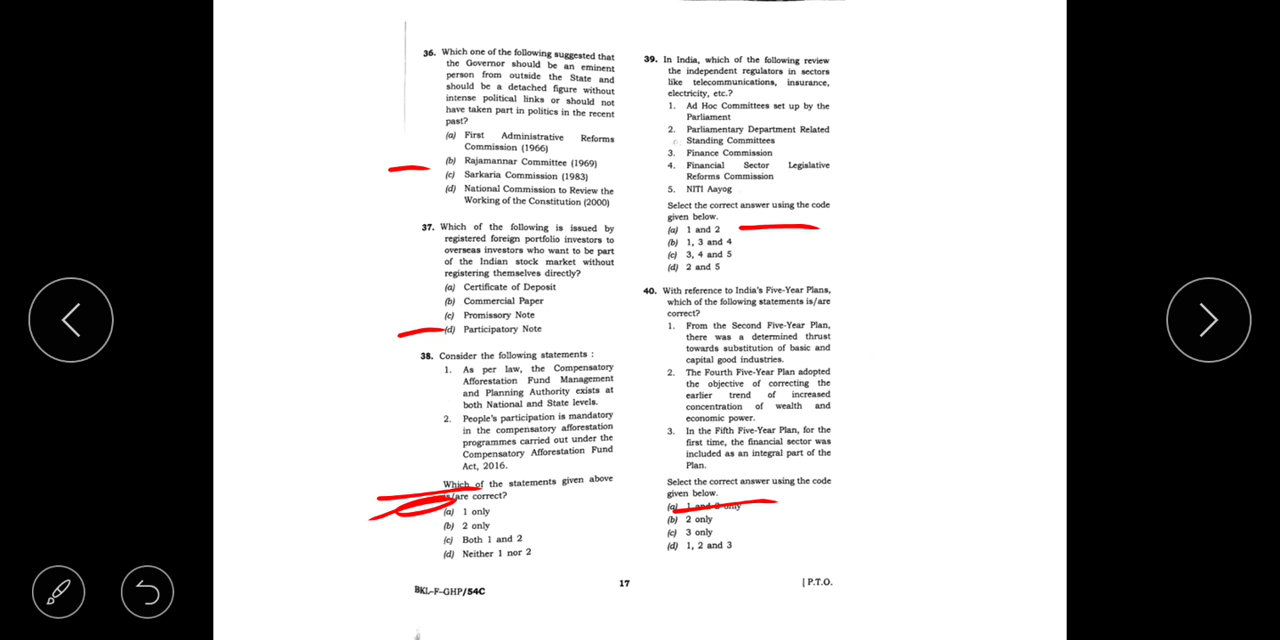 36. Which one of the following suggested that
the Governor should be an eminent
person from outside the State and
should be a detached figure without
intense political links or should not
have taken part in politics in the recent
past?
(a) First Administrative Reforms
Commission (1966)
(b) Rajamannar Committee (1969)
(c) Sarkaria Commission (1983)
(d) National Commission to Review the
Working of the Constitution (2000)
37. Which of the following is issued by
registered foreign portfolio investors to
overseas investors who want to be part
of the Indian stock market without
registering themselves directly?
(a) Certificate of Deposit
(b) Commercial Paper
(c) Promissory Note
(d) Participatory Note
38. Consider the following statements :
1. As per law, the Compensatory
Afforestation Fund Management
and Planning Authority exists at
both National and State levels.
2. People's participation is mandatory
in the compensatory afforestation
programmes carried out under the
Compensatory Afforestation Fund
Act, 2016.
Which of the statements given above
is/are correct?
(a) 1 only
(b) 2 only
(c) Both 1 and 2
(d) Neither 1 nor 2
39. In India, which of the following review
the independent regulators in sectors
like telecommunications, insurance,
electricity, etc.?
1. Ad Hoc Committees set up by the
Parliament
2. Parliamentary Department Related
Standing Committees
3. Finance Commission
4. Financial Sector Legislative
Reforms Commission
5. NITI Aayog
Select the correct answer using the code
given below.
(a) 1 and 2
(b) 1, 3 and 4
(c) 3, 4 and 5
(d) 2 and 5
40. With reference to India's Five-Year Plans,
which of the following statements is/are
correct?
1. From the Second Five-Year Plan,
there was a determined thrust
towards substitution of basic and
capital good industries.
2. The Fourth Five-Year Plan adopted
the objective of correcting the
earlier trend of increased
concentration of wealth and
economic power.
3. In the Fifth Five-Year Plan, for the
first time, the financial sector was
included as an integral part of the
Plan.
Select the correct answer using the code
given below.
(a) 1 and 2 only
(b) 2 only
(c) 3 only
(d) 1, 2 and 3
BKL-F-GHP/54C
17
[ P.T.O.